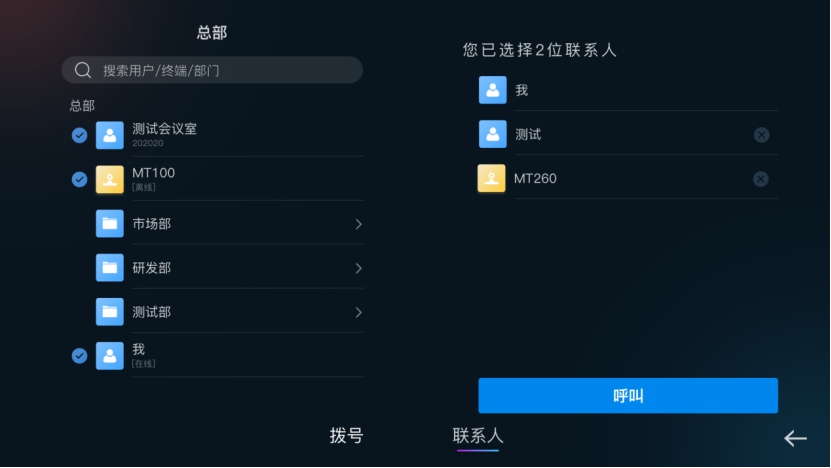 总部
搜索用户/终端/部门
总部
测试会议室
202020
MT100
[离线]
市场部
研发部
测试部
我
[在线]
您已选择2位联系人
我
测试
MT260
呼叫
拨号
联系人